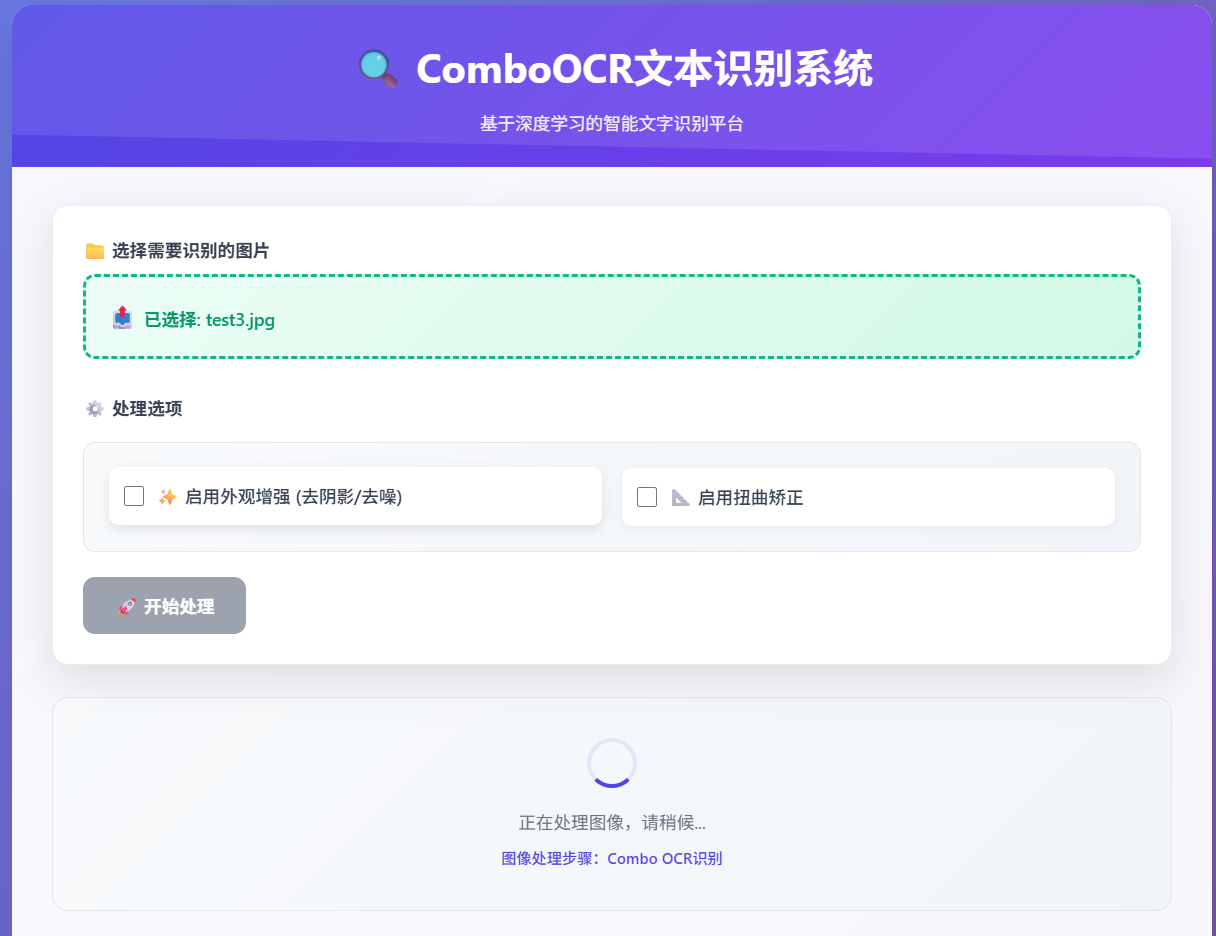 ComboOCR文本识别系统
基于深度学习的智能文字识别平台
选择需要识别的图片
已选择: test3.jpg
处理选项
启用外观增强 (去阴影/去噪)
启用扭曲矫正
开始处理
正在处理图像，请稍候...
图像处理步骤：Combo OCR识别